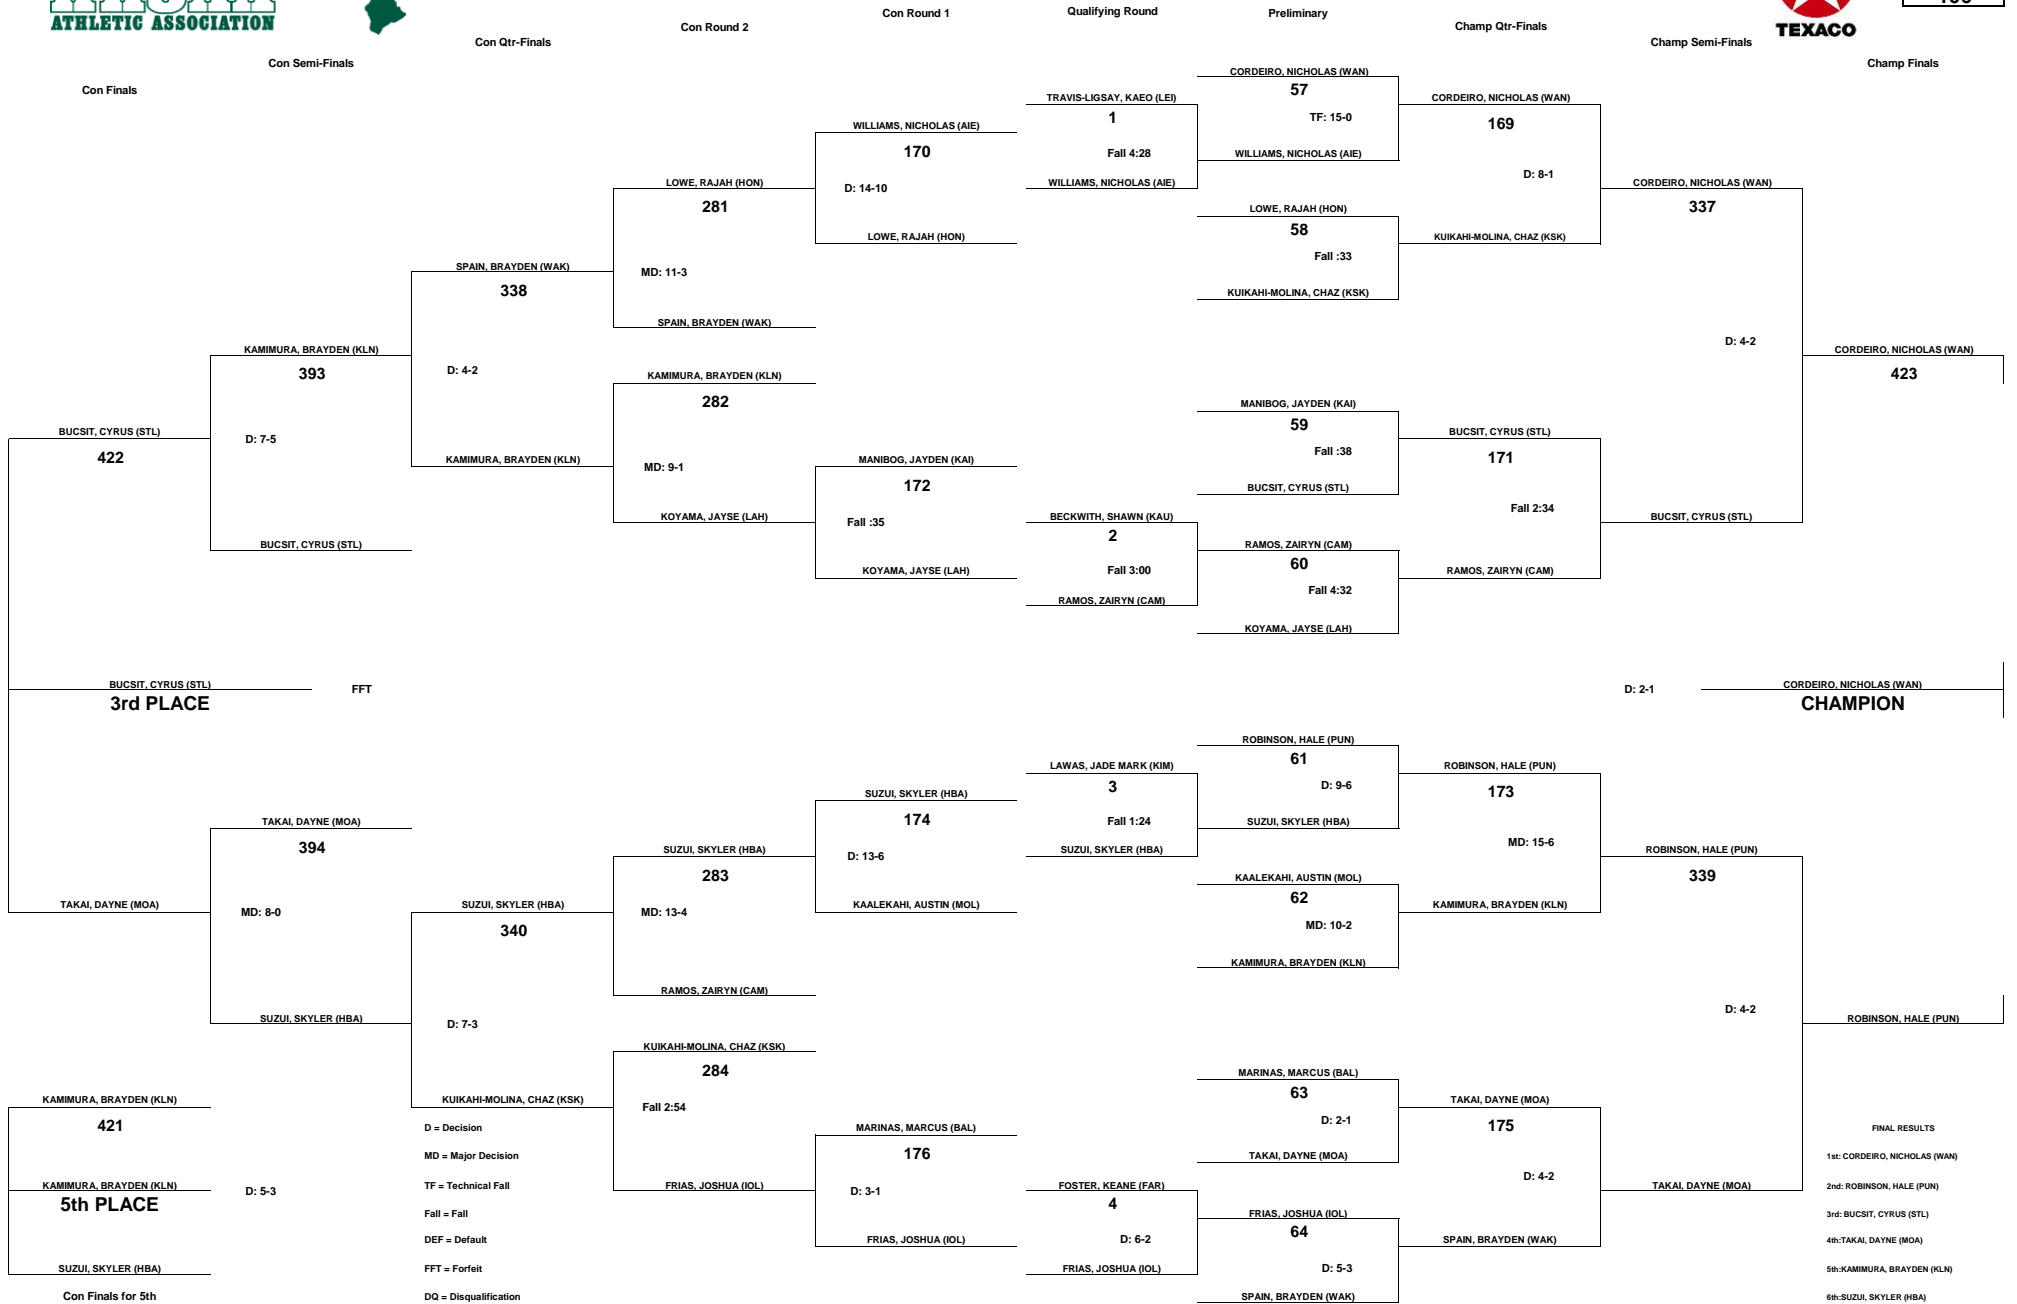 ATHLETIC ASSOCIATION
TEXACO
Con Finals
Con Semi-Finals
Con Qtr-Finals
Con Round 2
Con Round 1
Qualifying Round
Preliminary
Champ Qtr-Finals
Champ Semi-Finals
Champ Finals
BUCSIT, CYRUS (STL)
422
BUCSIT, CYRUS (STL)
3rd PLACE
FFT
TAKAI, DAYNE (MOA)
KAMIMURA, BRAYDEN (KLN)
421
KAMIMURA, BRAYDEN (KLN)
5th PLACE
D: 5-3
SUZUI, SKYLER (HBA)
Con Finals for 5th
KAMIMURA, BRAYDEN (KLN)
393
D: 7-5
BUCSIT, CYRUS (STL)
TAKAI, DAYNE (MOA)
394
MD: 8-0
SUZUI, SKYLER (HBA)
SPAIN, BRAYDEN (WAK)
338
D: 4-2
KAMIMURA, BRAYDEN (KLN)
SUZUI, SKYLER (HBA)
340
D: 7-3
KUIKAHI-MOLINA, CHAZ (KSK)
D = Decision
MD = Major Decision
TF = Technical Fall
Fall = Fall
DEF = Default
FFT = Forfeit
DQ = Disqualification
LOWE, RAJAH (HON)
281
MD: 11-3
SPAIN, BRAYDEN (WAK)
KAMIMURA, BRAYDEN (KLN)
282
MD: 9-1
KOYAMA, JAYSE (LAH)
SUZUI, SKYLER (HBA)
283
MD: 13-4
RAMOS, ZAIRYN (CAM)
KUIKAHI-MOLINA, CHAZ (KSK)
284
Fall 2:54
FRIAS, JOSHUA (IOL)
WILLIAMS, NICHOLAS (AIE)
170
D: 14-10
LOWE, RAJAH (HON)
MANIBOG, JAYDEN (KAI)
172
Fall :35
KOYAMA, JAYSE (LAH)
SUZUI, SKYLER (HBA)
174
D: 13-6
KAALEKAHI, AUSTIN (MOL)
MARINAS, MARCUS (BAL)
176
D: 3-1
FRIAS, JOSHUA (IOL)
TRAVIS-LIGSAY, KAEO (LEI)
1
Fall 4:28
WILLIAMS, NICHOLAS (AIE)
BECKWITH, SHAWN (KAU)
2
Fall 3:00
RAMOS, ZAIRYN (CAM)
LAWAS, JADE MARK (KIM)
3
Fall 1:24
SUZUI, SKYLER (HBA)
FOSTER, KEANE (FAR)
4
D: 6-2
FRIAS, JOSHUA (IOL)
CORDEIRO, NICHOLAS (WAN)
57
TF: 15-0
WILLIAMS, NICHOLAS (AIE)
LOWE, RAJAH (HON)
58
Fall :33
KUIKAHI-MOLINA, CHAZ (KSK)
MANIBOG, JAYDEN (KAI)
59
Fall :38
BUCSIT, CYRUS (STL)
RAMOS, ZAIRYN (CAM)
60
Fall 4:32
KOYAMA, JAYSE (LAH)
ROBINSON, HALE (PUN)
61
D: 9-6
SUZUI, SKYLER (HBA)
KAALEKAHI, AUSTIN (MOL)
62
MD: 10-2
KAMIMURA, BRAYDEN (KLN)
MARINAS, MARCUS (BAL)
63
D: 2-1
TAKAI, DAYNE (MOA)
FRIAS, JOSHUA (IOL)
64
D: 5-3
SPAIN, BRAYDEN (WAK)
CORDEIRO, NICHOLAS (WAN)
169
D: 8-1
KUIKAHI-MOLINA, CHAZ (KSK)
BUCSIT, CYRUS (STL)
171
Fall 2:34
RAMOS, ZAIRYN (CAM)
ROBINSON, HALE (PUN)
173
MD: 15-6
KAMIMURA, BRAYDEN (KLN)
TAKAI, DAYNE (MOA)
175
D: 4-2
SPAIN, BRAYDEN (WAK)
CORDEIRO, NICHOLAS (WAN)
337
D: 4-2
BUCSIT, CYRUS (STL)
ROBINSON, HALE (PUN)
339
D: 4-2
TAKAI, DAYNE (MOA)
CORDEIRO, NICHOLAS (WAN)
423
D: 2-1
CORDEIRO, NICHOLAS (WAN)
CHAMPION
ROBINSON, HALE (PUN)
FINAL RESULTS
1st: CORDEIRO, NICHOLAS (WAN)
2nd: ROBINSON, HALE (PUN)
3rd: BUCSIT, CYRUS (STL)
4th:TAKAI, DAYNE (MOA)
5th:KAMIMURA, BRAYDEN (KLN)
6th:SUZUI, SKYLER (HBA)